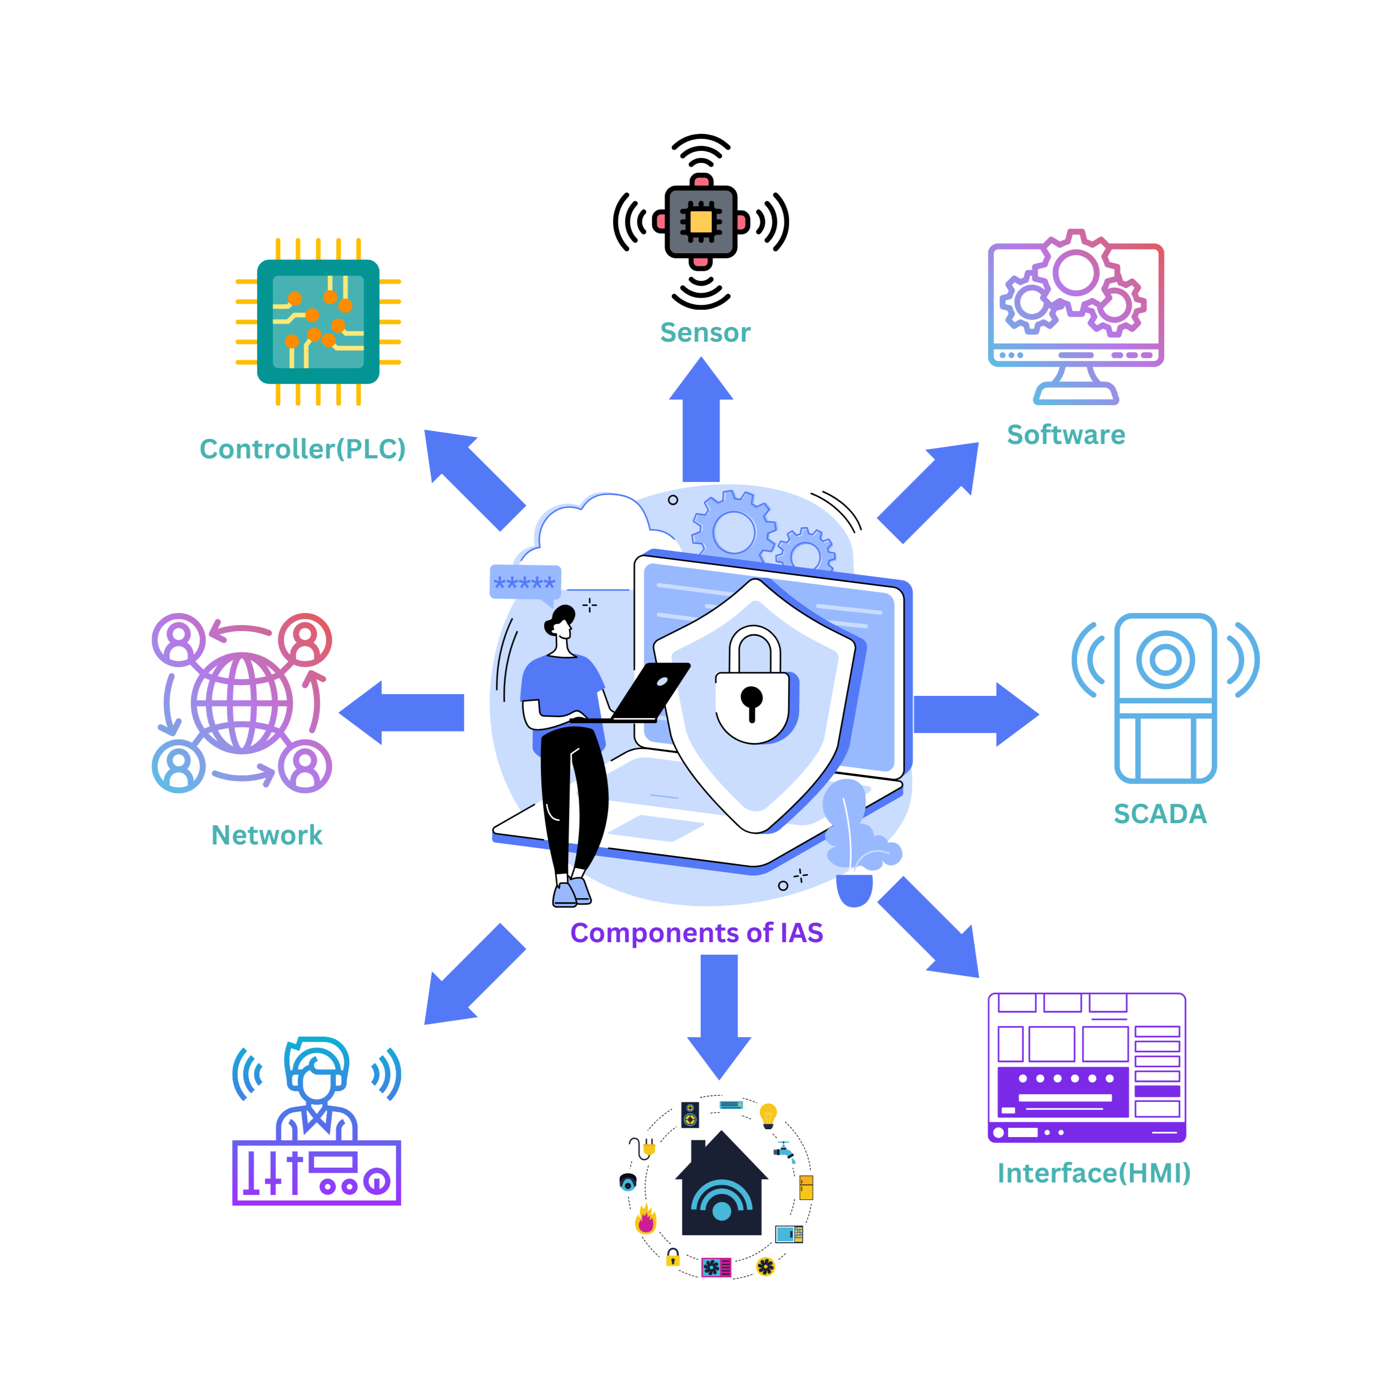 Sensor
Software
Controller(PLC)
*****
SCADA
Network
Components of IAS
Interface(HMI)